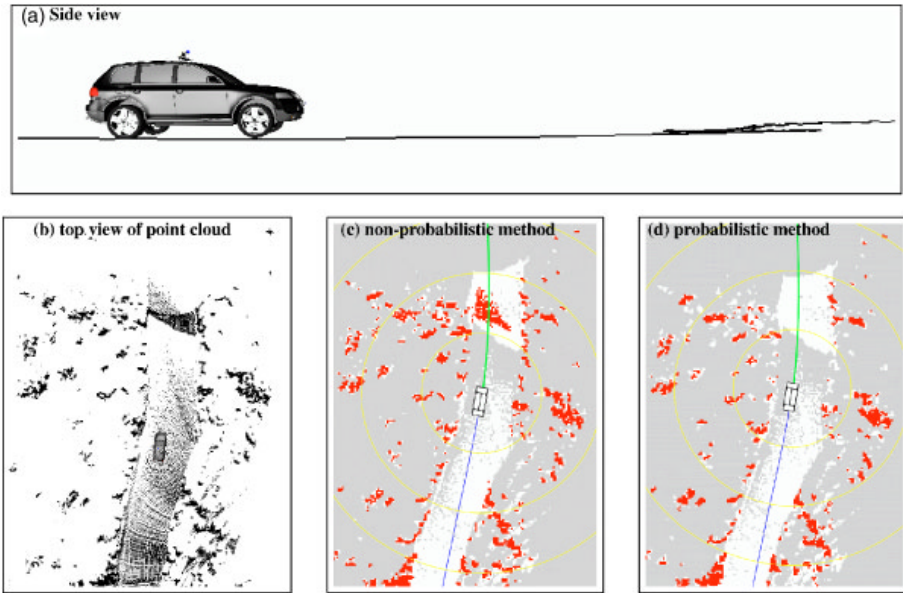 (a) Side view
(b) top view of point cloud
(c) non-probabilistic method
(d) probabilistic method